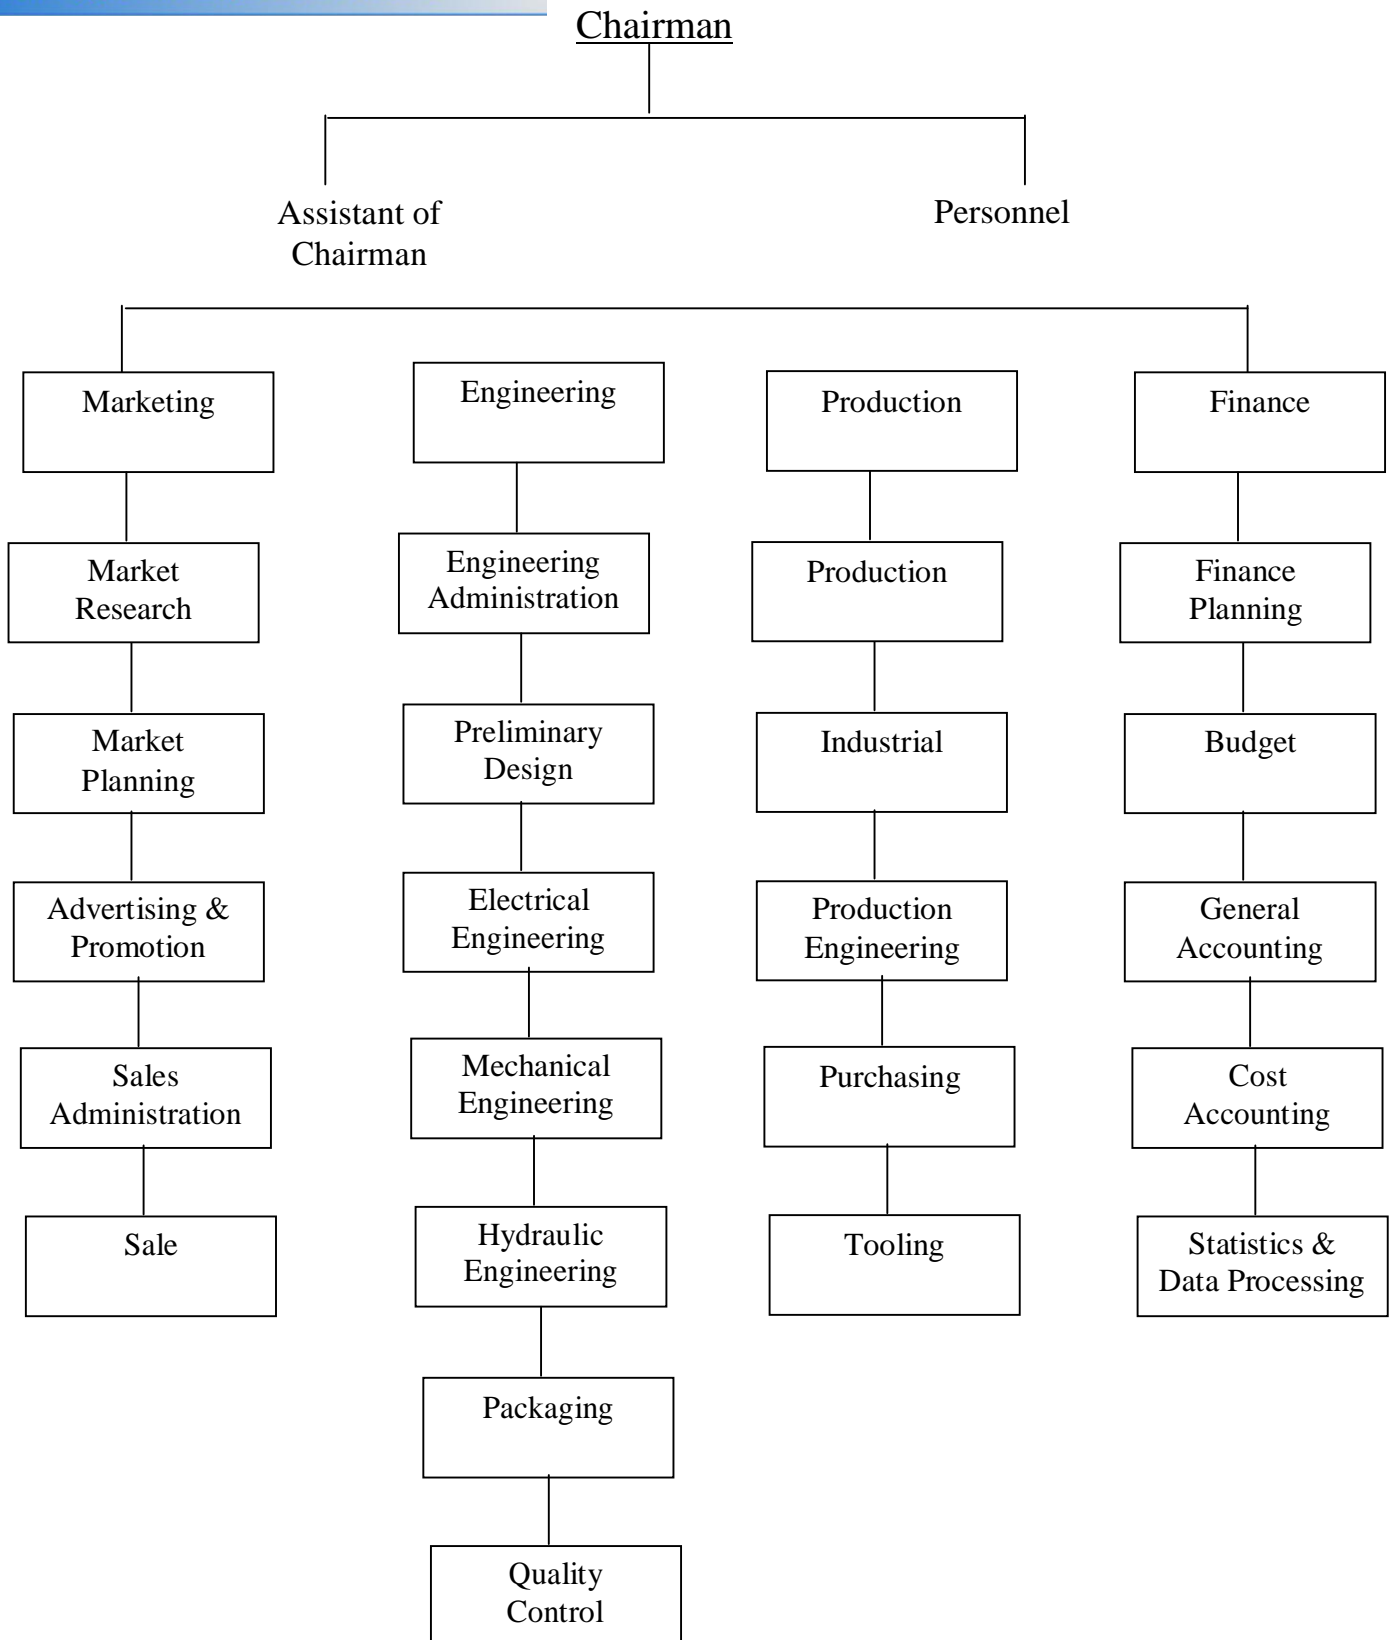 Chairman
Assistant of
Chairman
Personnel
Marketing
Engineering
Production
Finance
Market
Research
Engineering
Administration
Production
Finance
Planning
Market
Planning
Preliminary
Design
Industrial
Budget
Advertising &
Promotion
Electrical
Engineering
Production
Engineering
General
Accounting
Sales
Administration
Mechanical
Engineering
Purchasing
Cost
Accounting
Sale
Hydraulic
Engineering
Tooling
Statistics &
Data Processing
Packaging
Quality
Control